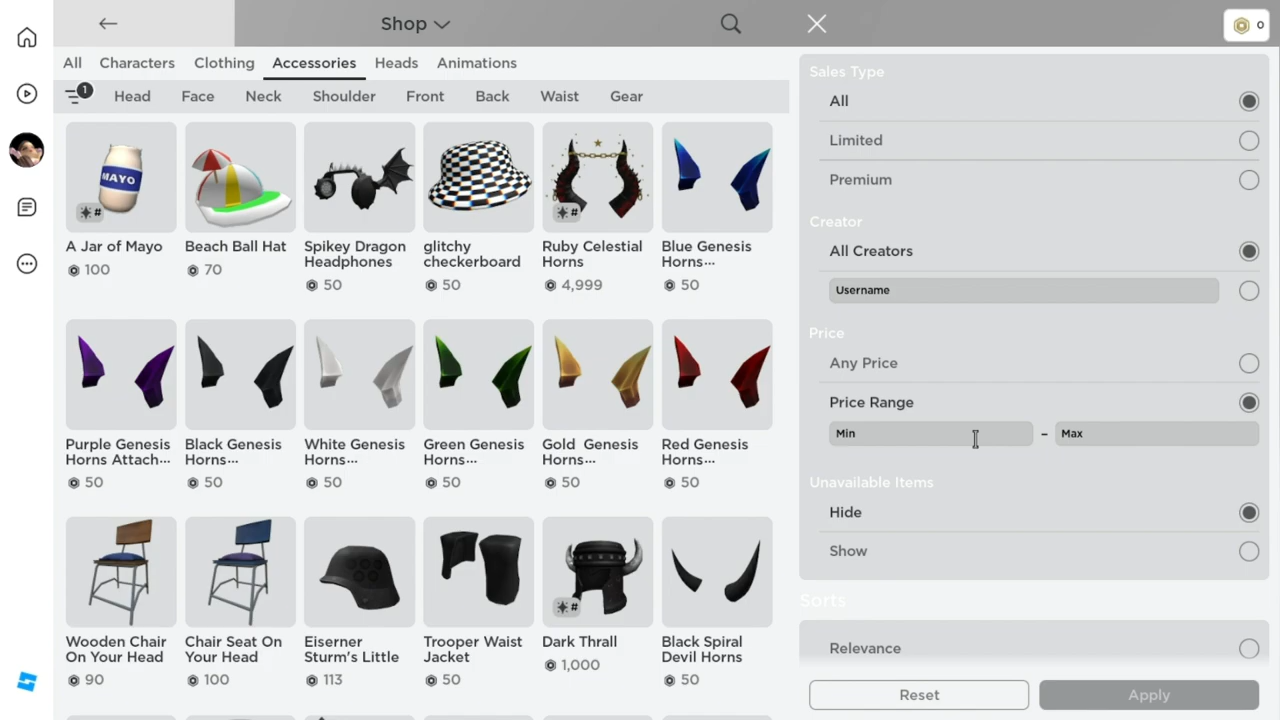 Shop
0
All Characters Clothing Accessories Heads Animations
1
Head Face Neck Shoulder Front Back Waist Gear
MAYO
#
#
A Jar of Mayo
100
Beach Ball Hat
70
Spikey Dragon
Headphones
50
glitchy
checkerboard
50
Ruby Celestial
Horns
4,999
Blue Genesis
Horns...
50
Purple Genesis
Horns Attach...
50
Black Genesis
Horns...
50
White Genesis
Horns...
50
Green Genesis
Horns...
50
Gold Genesis
Horns...
50
Red Genesis
Horns...
50
#
Wooden Chair
On Your Head
90
Chair Seat On
Your Head
100
Eiserner
Sturm's Little
113
Trooper Waist
Jacket
50
Dark Thrall
1,000
Black Spiral
Devil Horns
50
Sales Type
All
Limited
Premium
Creator
All Creators
Username
Price
Any Price
Price Range
Min – Max
Unavailable Items
Hide
Show
Sorts
Relevance
Reset Apply